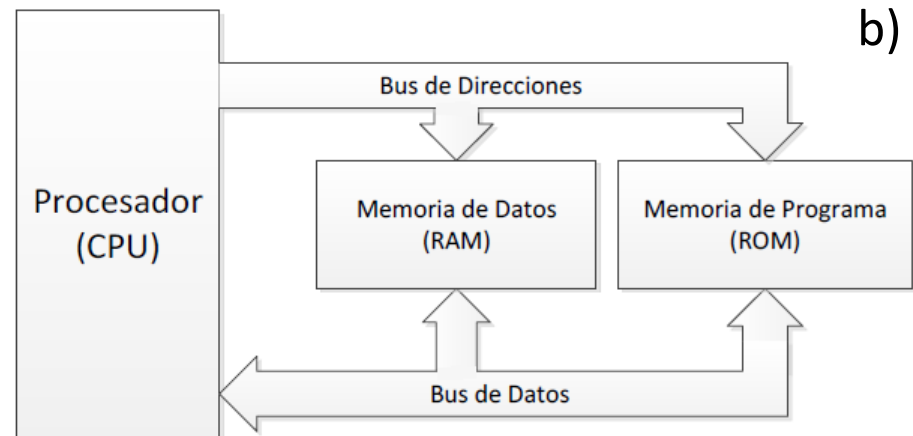 b)
Bus de Direcciones
Procesador
(CPU)
Memoria de Datos
(RAM)
Memoria de Programa
(ROM)
Bus de Datos